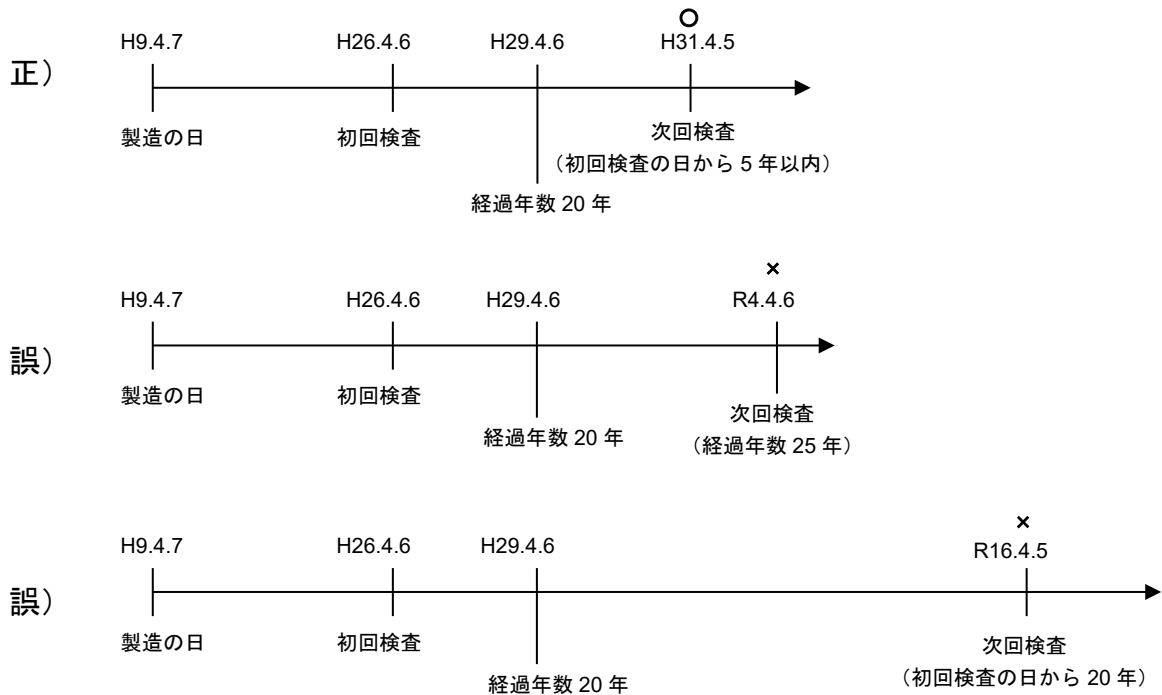 ○
H9.4.7 H26.4.6 H29.4.6 H31.4.5
正）
製造の日 初回検査 次回検査
（初回検査の日から 5 年以内）
経過年数 20 年
×
H9.4.7 H26.4.6 H29.4.6 R4.4.6
誤）
製造の日 初回検査 次回検査
経過年数 20 年 （経過年数 25 年）
×
H9.4.7 H26.4.6 H29.4.6 R16.4.5
誤）
製造の日 初回検査 次回検査
経過年数 20 年 （初回検査の日から 20 年）